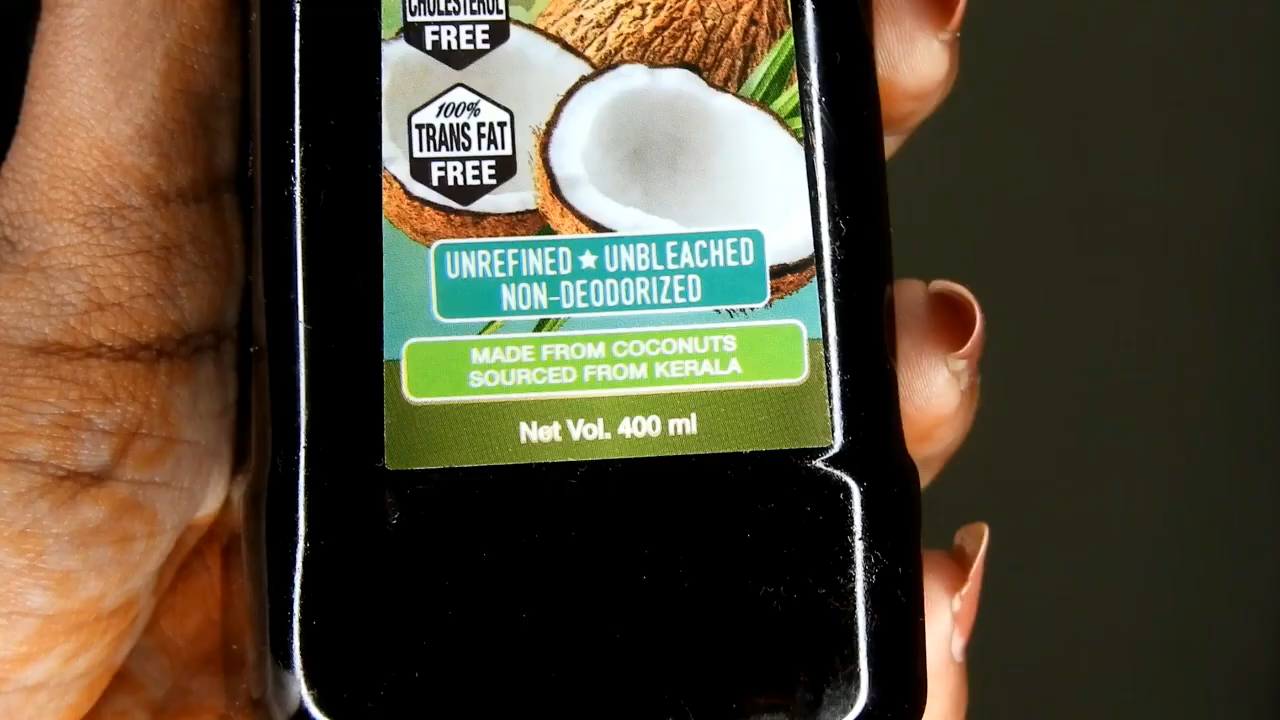 CHOLESTEROL
FREE
100%
TRANS FAT
FREE
UNREFINED ★ UNBLEACHED
NON-DEODORIZED
MADE FROM COCONUTS
SOURCED FROM KERALA
Net Vol. 400 ml